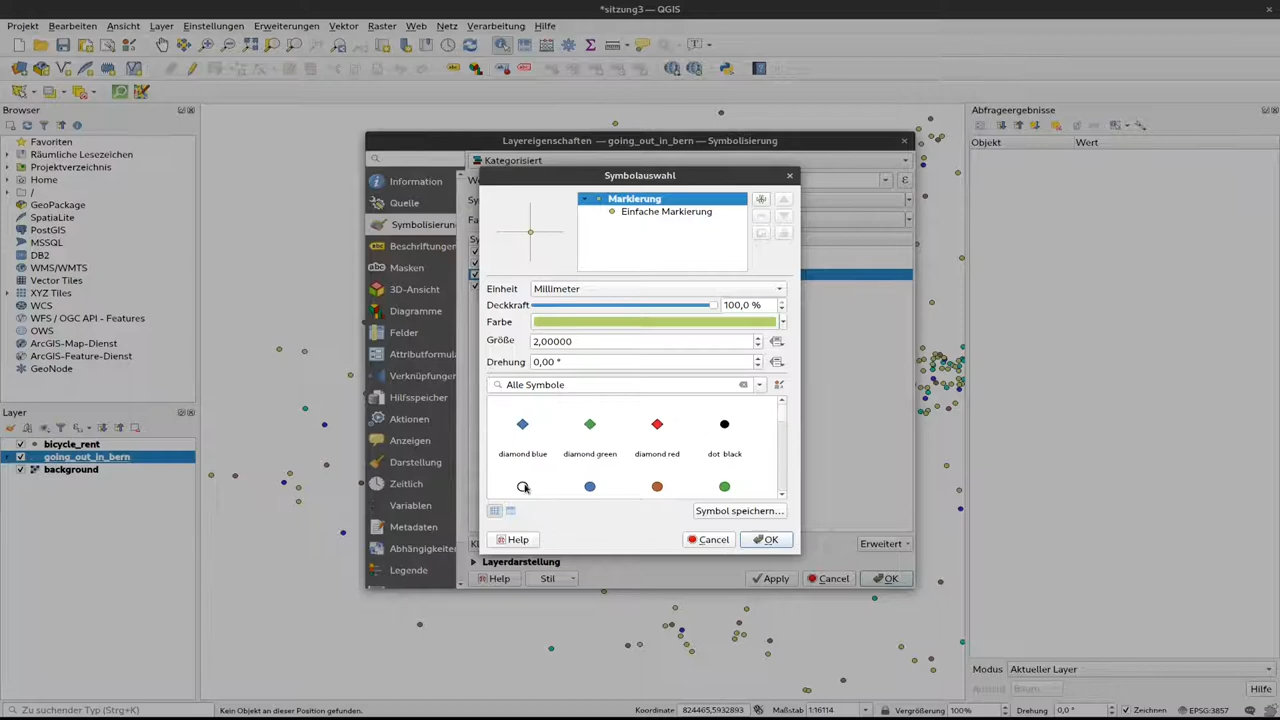 *sitzung3 — QGIS
Projekt Bearbeiten Ansicht Layer Einstellungen Erweiterungen Vektor Raster Web Netz Verarbeitung Hilfe
Browser
Favoriten
Räumliche Lesezeichen
Projektverzeichnis
Home
/
GeoPackage
SpatiaLite
PostGIS
MSSQL
DB2
WMS/WMTS
Vector Tiles
XYZ Tiles
WCS
WFS / OGC API - Features
OWS
ArcGIS-Map-Dienst
ArcGIS-Feature-Dienst
GeoNode
Layer
bicycle_rent
going_out_in_bern
background
Layereigenschaften — going_out_in_bern — Symbolisierung
Kategorisiert
Information
Quelle
Symbolisierun
Beschriftunger
Masken
3D-Ansicht
Diagramme
Felder
Attributformul
Verknüpfunger
Hilfsspeicher
Aktionen
Anzeigen
Darstellung
Zeitlich
Variablen
Metadaten
Abhängigkeite
Legende
Erweitert
Layerdarstellung
Help Stil Apply Cancel OK
Symbolauswahl
Markierung
Einfache Markierung
Einheit Millimeter
Deckkraft 100,0 %
Farbe
Größe 2,00000
Drehung 0,00 °
Alle Symbole
diamond blue diamond green diamond red dot black
Symbol speichern…
Help Cancel OK
Abfrageergebnisse
Objekt Wert
Modus Aktueller Layer
Ansicht Baum
Hilfe
Zu suchender Typ (Strg+K) Kein Objekt an dieser Position gefunden. Koordinate 824465,5932893 Maßstab 1:16114 Vergrößerung 100% Drehung 0,0 ° Zeichnen EPSG:3857